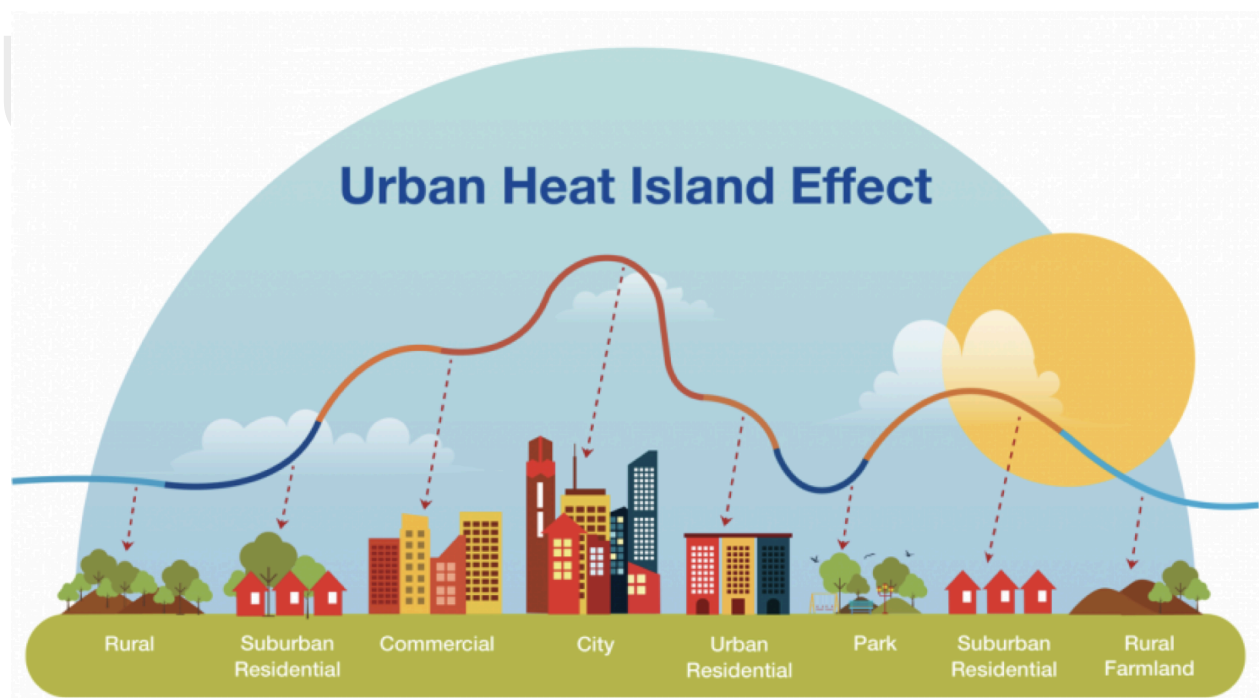 Urban Heat Island Effect
Rural
Suburban
Residential
Commercial
City
Urban
Residential
Park
Suburban
Residential
Rural
Farmland